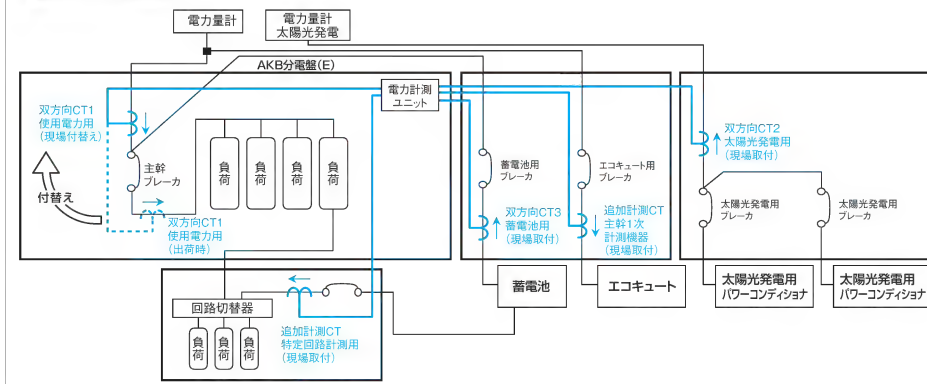 電力量計
電力量計
太陽光発電
AKB分電盤(E)
電力計測
ユニット
双方向CT1
使用電力用
(現場付替え)
主幹
ブレーカ
付替え
双方向CT1
使用電力用
(出荷時)
負荷
負荷
負荷
負荷
蓄電池用
ブレーカ
双方向CT3
蓄電池用
(現場取付)
エコキュート用
ブレーカ
追加計測CT
主幹1次
計測機器
(現場取付)
双方向CT2
太陽光発電用
(現場取付)
太陽光発電用
ブレーカ
太陽光発電用
ブレーカ
蓄電池
エコキュート
太陽光発電用
パワーコンディショナ
太陽光発電用
パワーコンディショナ
回路切替器
負荷
負荷
負荷
追加計測CT
特定回路計測用
(現場取付)